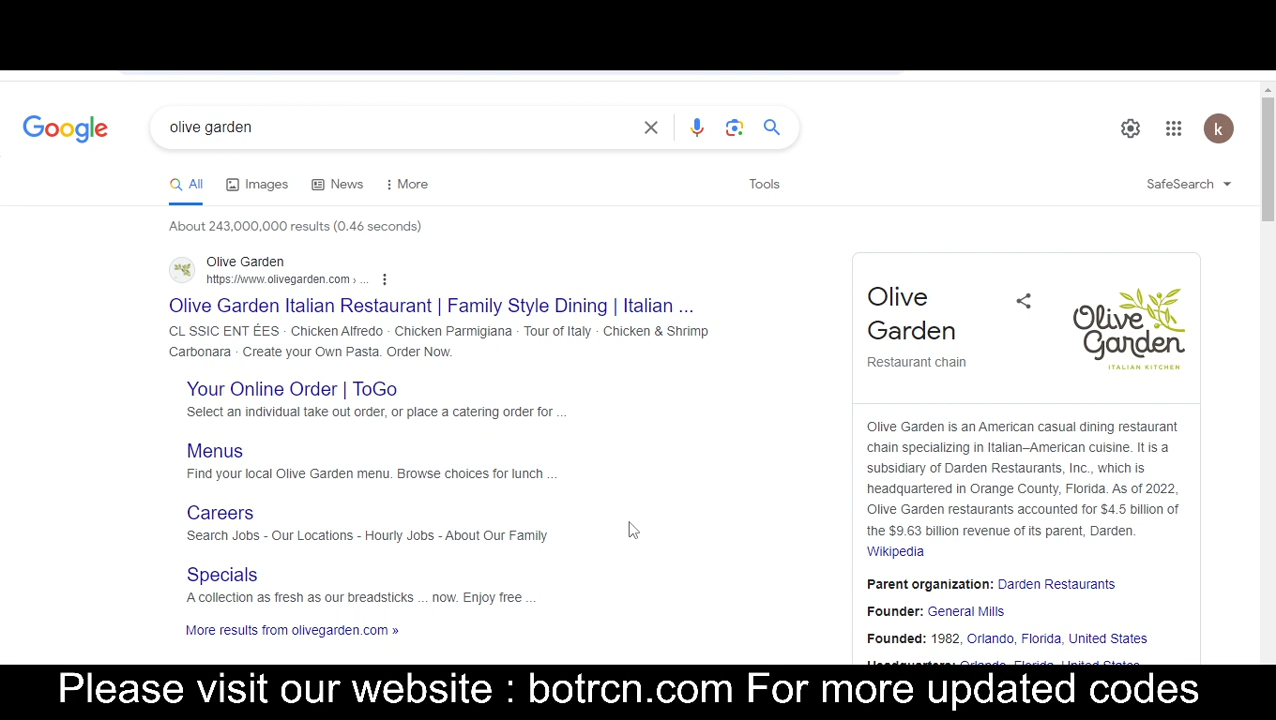 Google
olive garden
k
All
Images
News
More
Tools
SafeSearch
About 243,000,000 results (0.46 seconds)
Olive Garden
https://www.olivegarden.com › ...
Olive Garden Italian Restaurant | Family Style Dining | Italian ...
CL SSIC ENT ÉES · Chicken Alfredo · Chicken Parmigiana · Tour of Italy · Chicken & Shrimp
Carbonara · Create your Own Pasta. Order Now.
Your Online Order | ToGo
Select an individual take out order, or place a catering order for ...
Menus
Find your local Olive Garden menu. Browse choices for lunch ...
Careers
Search Jobs - Our Locations - Hourly Jobs - About Our Family
Specials
A collection as fresh as our breadsticks ... now. Enjoy free ...
More results from olivegarden.com »
Olive
Garden
Restaurant chain
Olive
Garden
ITALIAN KITCHEN
Olive Garden is an American casual dining restaurant
chain specializing in Italian–American cuisine. It is a
subsidiary of Darden Restaurants, Inc., which is
headquartered in Orange County, Florida. As of 2022,
Olive Garden restaurants accounted for $4.5 billion of
the $9.63 billion revenue of its parent, Darden.
Wikipedia
Parent organization: Darden Restaurants
Founder: General Mills
Founded: 1982, Orlando, Florida, United States
Headquarters: Orlando, Florida, United States
Please visit our website : botrcn.com For more updated codes